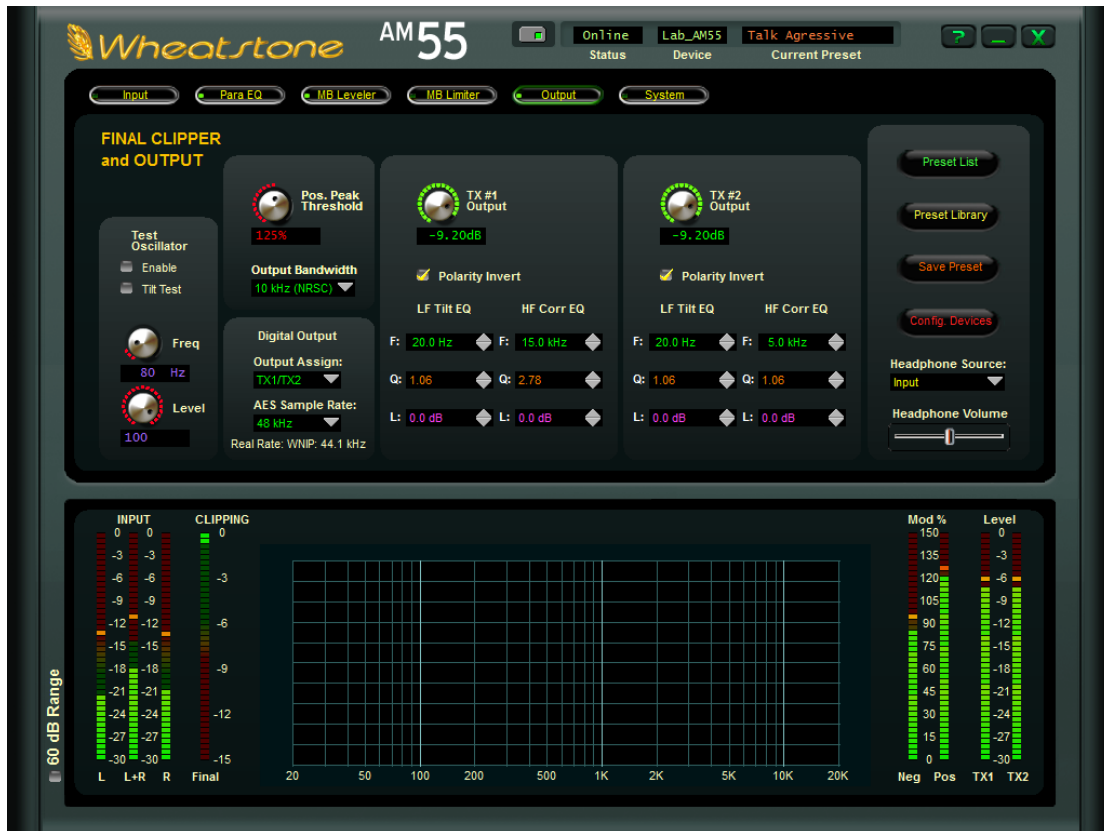 Wheatstone
AM55
Online
Lab_AM55
Talk Agressive
?
_
X
Status
Device
Current Preset
Input
Para EQ
MB Leveler
MB Limiter
Output
System
FINAL CLIPPER
and OUTPUT
Test
Oscillator
Enable
Tilt Test
Freq
80 Hz
Level
100
Pos. Peak
Threshold
125%
Output Bandwidth
10 kHz (NRSC)
Digital Output
Output Assign:
TX1/TX2
AES Sample Rate:
48 kHz
Real Rate: WNIP: 44.1 kHz
TX #1
Output
-9.20dB
Polarity Invert
LF Tilt EQ
HF Corr EQ
F: 20.0 Hz
F: 15.0 kHz
Q: 1.06
Q: 2.78
L: 0.0 dB
L: 0.0 dB
TX #2
Output
-9.20dB
Polarity Invert
LF Tilt EQ
HF Corr EQ
F: 20.0 Hz
F: 5.0 kHz
Q: 1.06
Q: 1.06
L: 0.0 dB
L: 0.0 dB
Preset List
Preset Library
Save Preset
Config. Devices
Headphone Source:
Input
Headphone Volume
60 dB Range
INPUT
0 0
-3 -3
-6 -6
-9 -9
-12 -12
-15 -15
-18 -18
-21 -21
-24 -24
-27 -27
-30 -30
L L+R R
CLIPPING
0
-3
-6
-9
-12
-15
Final
20 50 100 200 500 1K 2K 5K 10K 20K
Mod %
150
135
120
105
90
75
60
45
30
15
0
Neg Pos
Level
0
-3
-6
-9
-12
-15
-18
-21
-24
-27
-30
TX1 TX2